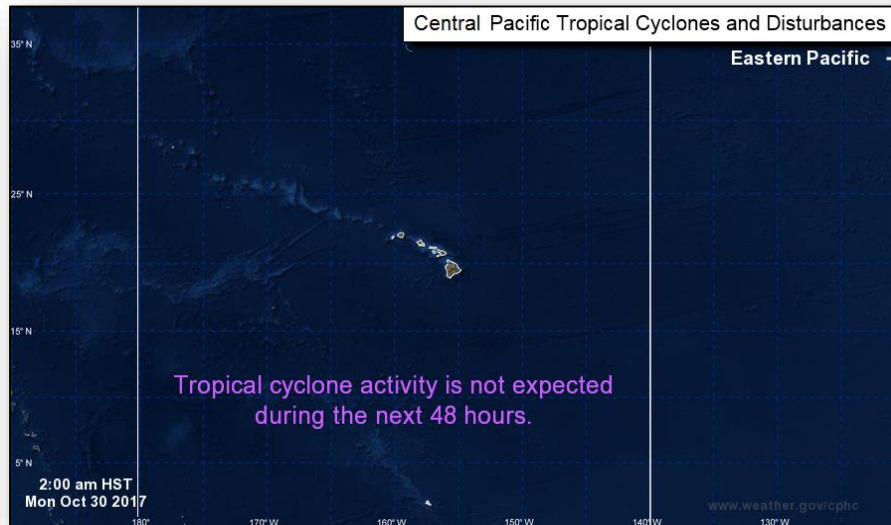 Central Pacific Tropical Cyclones and Disturbances
35° N
Eastern Pacific
25° N
15° N
Tropical cyclone activity is not expected
during the next 48 hours.
5° N
2:00 am HST
Mon Oct 30 2017
www.weather.gov/cphc
180° 170° W 160° W 150° W 140° W 130° W